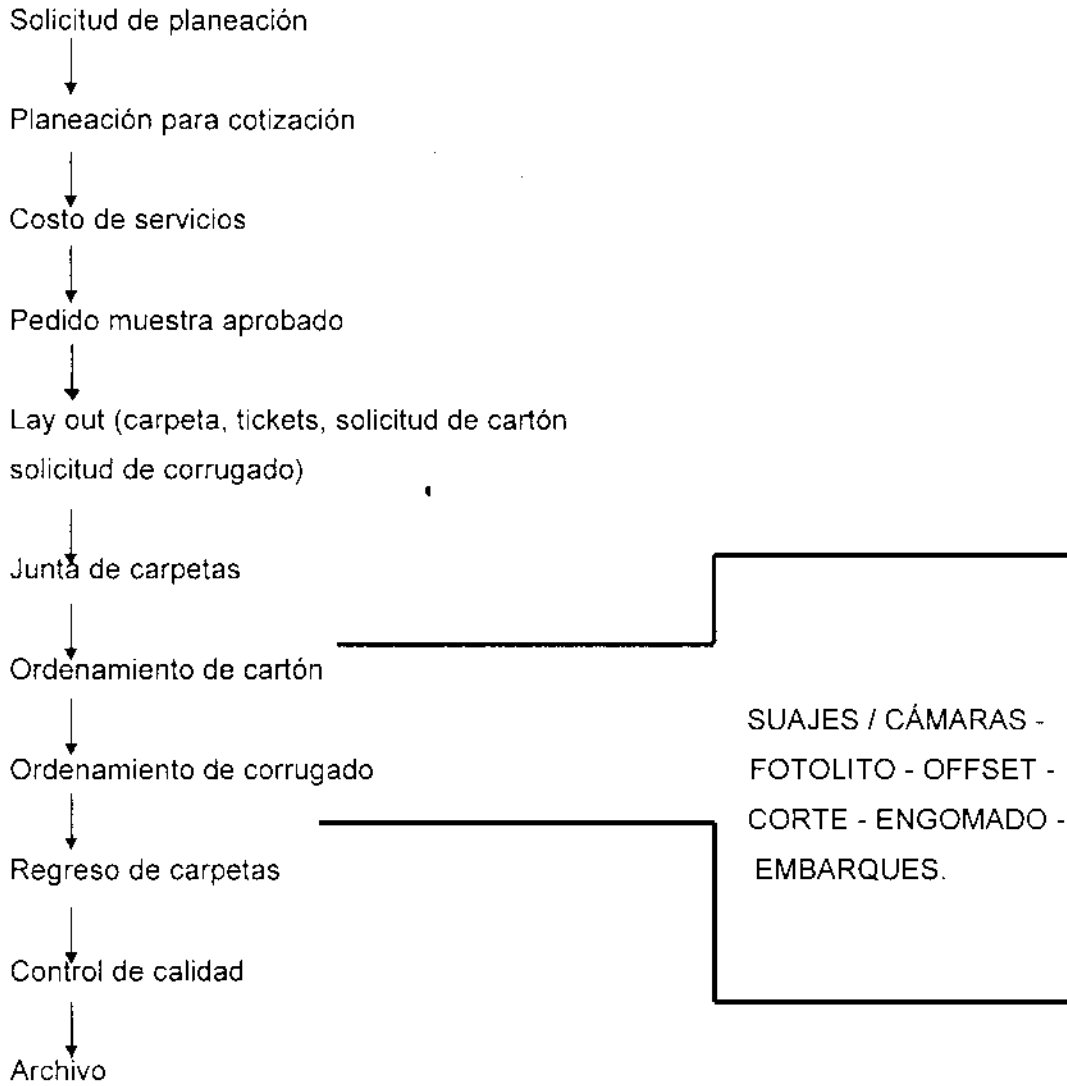 Solicitud de planeación
Planeación para cotización
Costo de servicios
Pedido muestra aprobado
Lay out (carpeta, tickets, solicitud de cartón
solicitud de corrugado)
Junta de carpetas
Ordenamiento de cartón
Ordenamiento de corrugado
Regreso de carpetas
Control de calidad
Archivo
SUAJES / CÁMARAS -
FOTOLITO - OFFSET -
CORTE - ENGOMADO -
EMBARQUES.